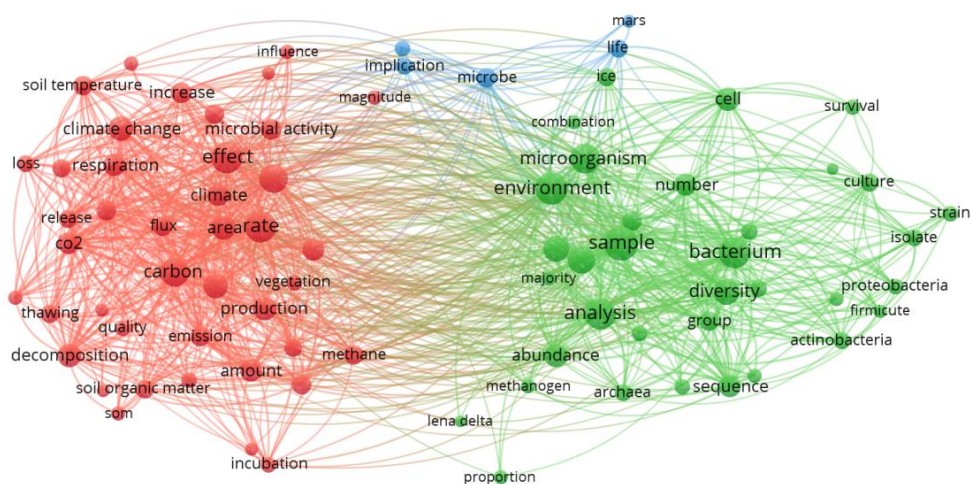 mars
influence
life
implication
soil temperature
microbe
ice
increase
magnitude
cell
survival
combination
climate change
microbial activity
effect
microorganism
loss
respiration
environment
number
culture
climate
release
flux
area
rate
strain
co2
sample
isolate
bacterium
carbon
majority
vegetation
proteobacteria
diversity
production
thawing
analysis
firmicute
quality
group
emission
actinobacteria
decomposition
methane
abundance
amount
soil organic matter
methanogen
archaea
sequence
som
lena delta
incubation
proportion